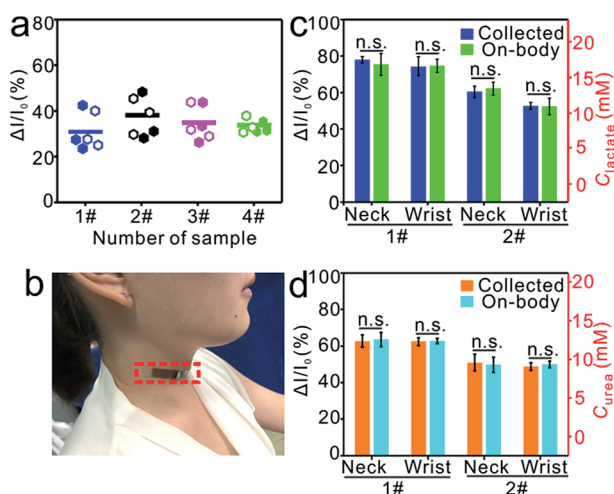 a
ΔI/I₀ (%)
80
60
40
20
0
1# 2# 3# 4#
Number of sample
b
c
ΔI/I₀ (%)
100
80
60
40
20
0
Collected
On-body
n.s. n.s. n.s. n.s.
Neck Wrist Neck Wrist
1# 2#
20
15
10
5
0
C lactate (mM)
d
ΔI/I₀ (%)
100
80
60
40
20
0
Collected
On-body
n.s. n.s. n.s. n.s.
Neck Wrist Neck Wrist
1# 2#
20
15
10
5
0
C urea (mM)